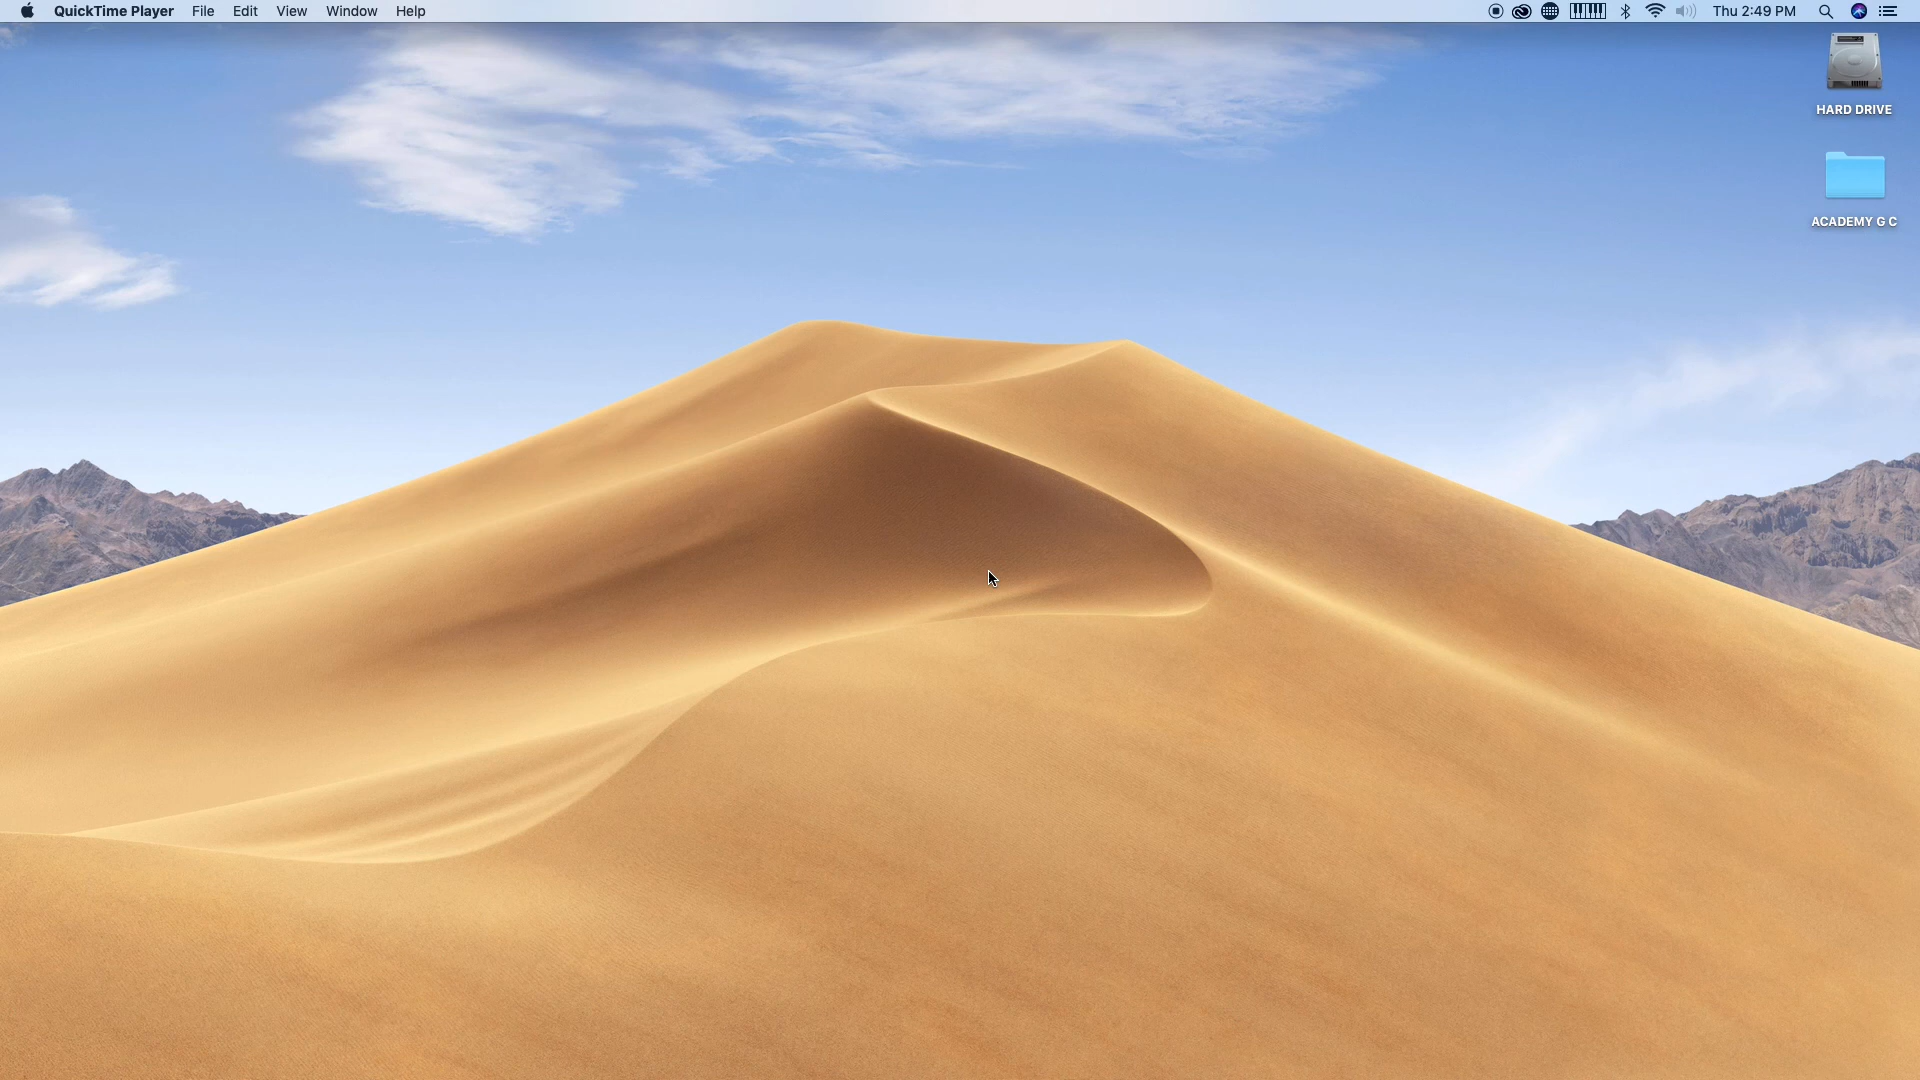 QuickTime Player File Edit View Window Help Thu 2:49 PM
HARD DRIVE
ACADEMY G C